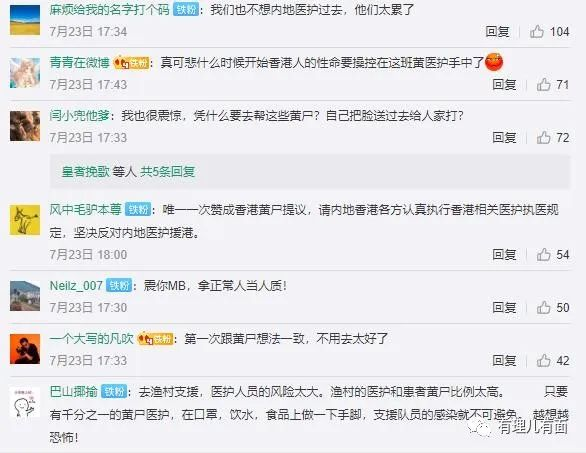 麻烦给我的名字打个码 铁粉：我们也不想内地医护过去，他们太累了
7月23日 17:34 回复 104
青青在微博 铁粉：真可悲什么时候开始香港人的性命要操控在这班黄医护手中了
7月23日 17:43 回复 71
闫小兜他爹：我也很震惊，凭什么要去帮这些黄尸？自己把脸送过去给人家打？
7月23日 17:33 回复 72
皇者挽歌 等人 共5条回复
风中毛驴本尊 铁粉：唯一一次赞成香港黄尸提议，请内地香港各方认真执行香港相关医护执医规
定，坚决反对内地医护援港。
7月23日 18:00 回复 54
Neilz_007 铁粉：震你MB，拿正常人当人质！
7月23日 17:30 回复 50
一个大写的凡吹 铁粉：第一次跟黄尸想法一致，不用去太好了
7月23日 17:33 回复 42
巴山揶揄 铁粉：去渔村支援，医护人员的风险太大。渔村的医护和患者黄尸比例太高。 只要
有千分之一的黄尸医护，在口罩，饮水，食品上做一下手脚，支援队员的感染就不可避免。越想越
恐怖！
有理儿有面